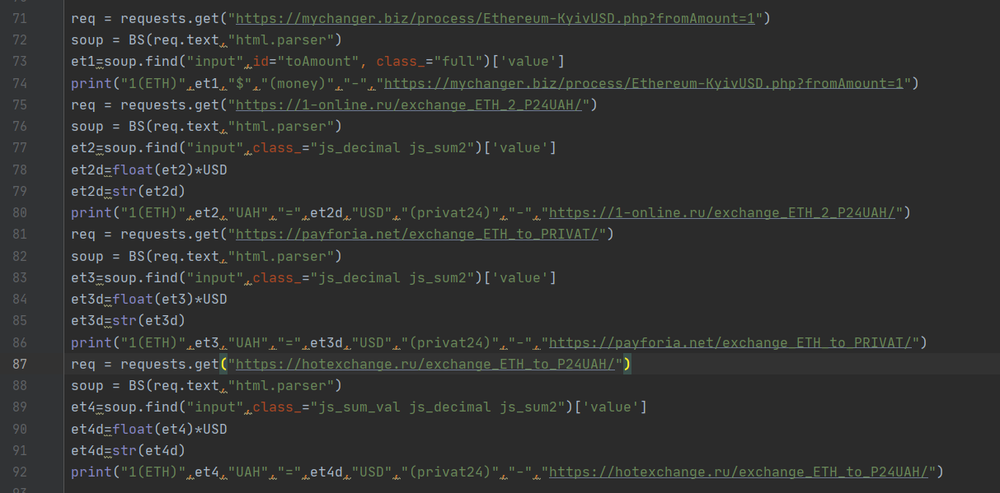 71 req = requests.get("https://mychanger.biz/process/Ethereum-KyivUSD.php?fromAmount=1")
72 soup = BS(req.text,"html.parser")
73 et1=soup.find("input",id="toAmount", class_="full")['value']
74 print("1(ETH)",et1,"$","(money)","-","https://mychanger.biz/process/Ethereum-KyivUSD.php?fromAmount=1")
75 req = requests.get("https://1-online.ru/exchange_ETH_2_P24UAH/")
76 soup = BS(req.text,"html.parser")
77 et2=soup.find("input",class_="js_decimal js_sum2")['value']
78 et2d=float(et2)*USD
79 et2d=str(et2d)
80 print("1(ETH)",et2,"UAH","=",et2d,"USD","(privat24)","-","https://1-online.ru/exchange_ETH_2_P24UAH/")
81 req = requests.get("https://payforia.net/exchange_ETH_to_PRIVAT/")
82 soup = BS(req.text,"html.parser")
83 et3=soup.find("input",class_="js_decimal js_sum2")['value']
84 et3d=float(et3)*USD
85 et3d=str(et3d)
86 print("1(ETH)",et3,"UAH","=",et3d,"USD","(privat24)","-","https://payforia.net/exchange_ETH_to_PRIVAT/")
87 req = requests.get("https://hotexchange.ru/exchange_ETH_to_P24UAH/")
88 soup = BS(req.text,"html.parser")
89 et4=soup.find("input",class_="js_sum_val js_decimal js_sum2")['value']
90 et4d=float(et4)*USD
91 et4d=str(et4d)
92 print("1(ETH)",et4,"UAH","=",et4d,"USD","(privat24)","-","https://hotexchange.ru/exchange_ETH_to_P24UAH/")